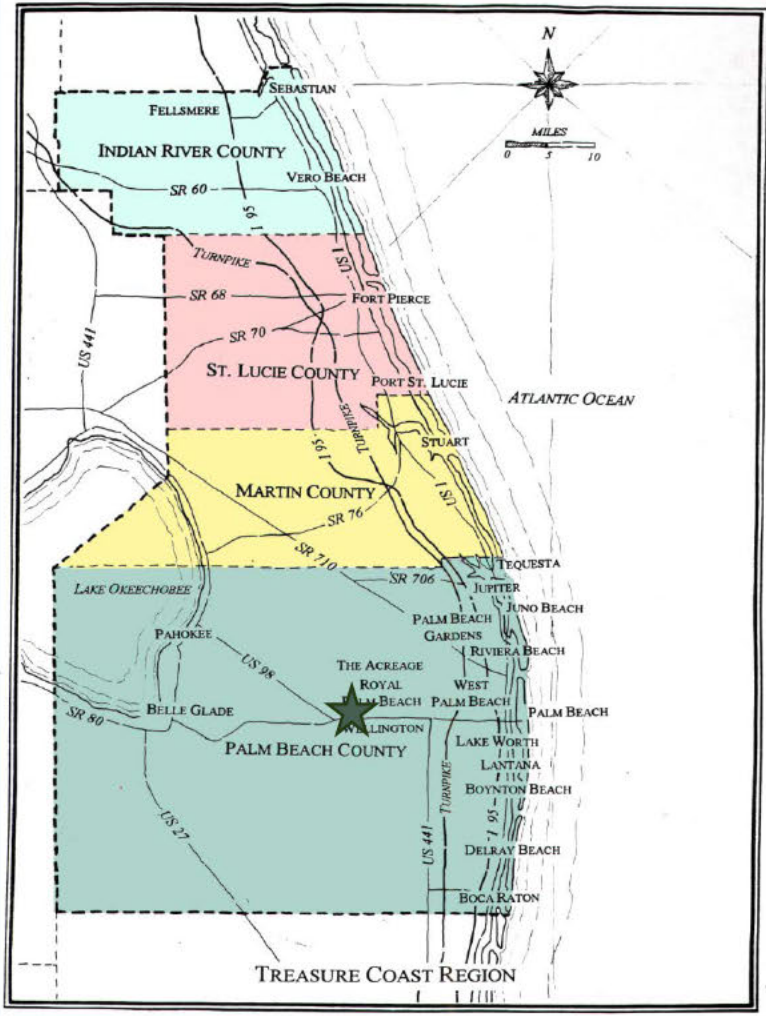 N
SEBASTIAN
FELLSMERE
MILES
0 5 10
INDIAN RIVER COUNTY
VERO BEACH
SR 60
I 95
TURNPIKE
US 1
SR 68
FORT PIERCE
SR 70
US 441
ST. LUCIE COUNTY
PORT ST. LUCIE
ATLANTIC OCEAN
TURNPIKE
STUART
I 95
MARTIN COUNTY
US 1
SR 76
SR 710
TEQUESTA
SR 706
LAKE OKEECHOBEE
JUPITER
JUNO BEACH
PALM BEACH
GARDENS
PAHOKEE
RIVIERA BEACH
US 98
THE ACREAGE
ROYAL
PALM BEACH
WEST
PALM BEACH
BELLE GLADE
PALM BEACH
SR 80
WELLINGTON
PALM BEACH COUNTY
LAKE WORTH
LANTANA
TURNPIKE
BOYNTON BEACH
I 95
US 27
US 441
DELRAY BEACH
BOCA RATON
TREASURE COAST REGION